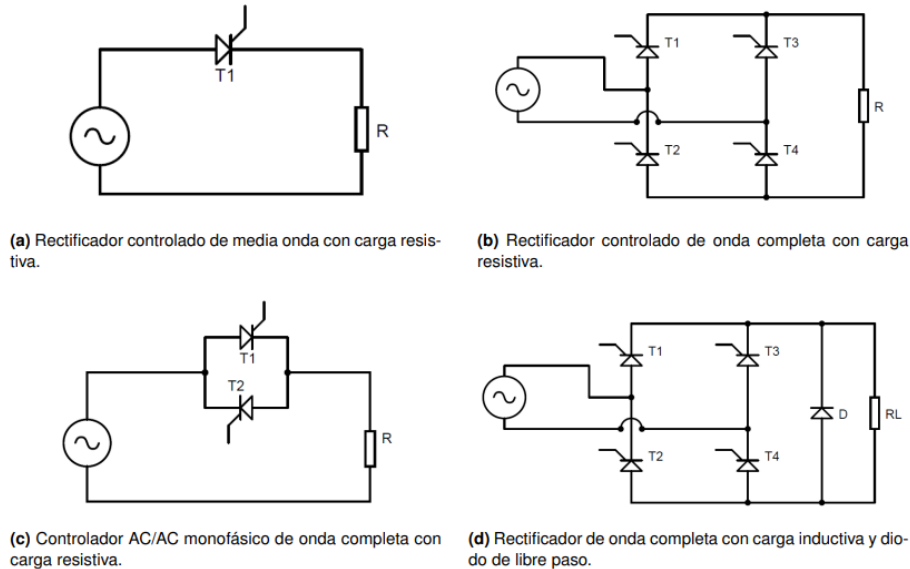 T1
R
T1
T3
R
T2
T4
(a) Rectificador controlado de media onda con carga resis-
tiva.
(b) Rectificador controlado de onda completa con carga
resistiva.
T1
T2
R
T1
T3
D
RL
T2
T4
(c) Controlador AC/AC monofásico de onda completa con
carga resistiva.
(d) Rectificador de onda completa con carga inductiva y dio-
do de libre paso.